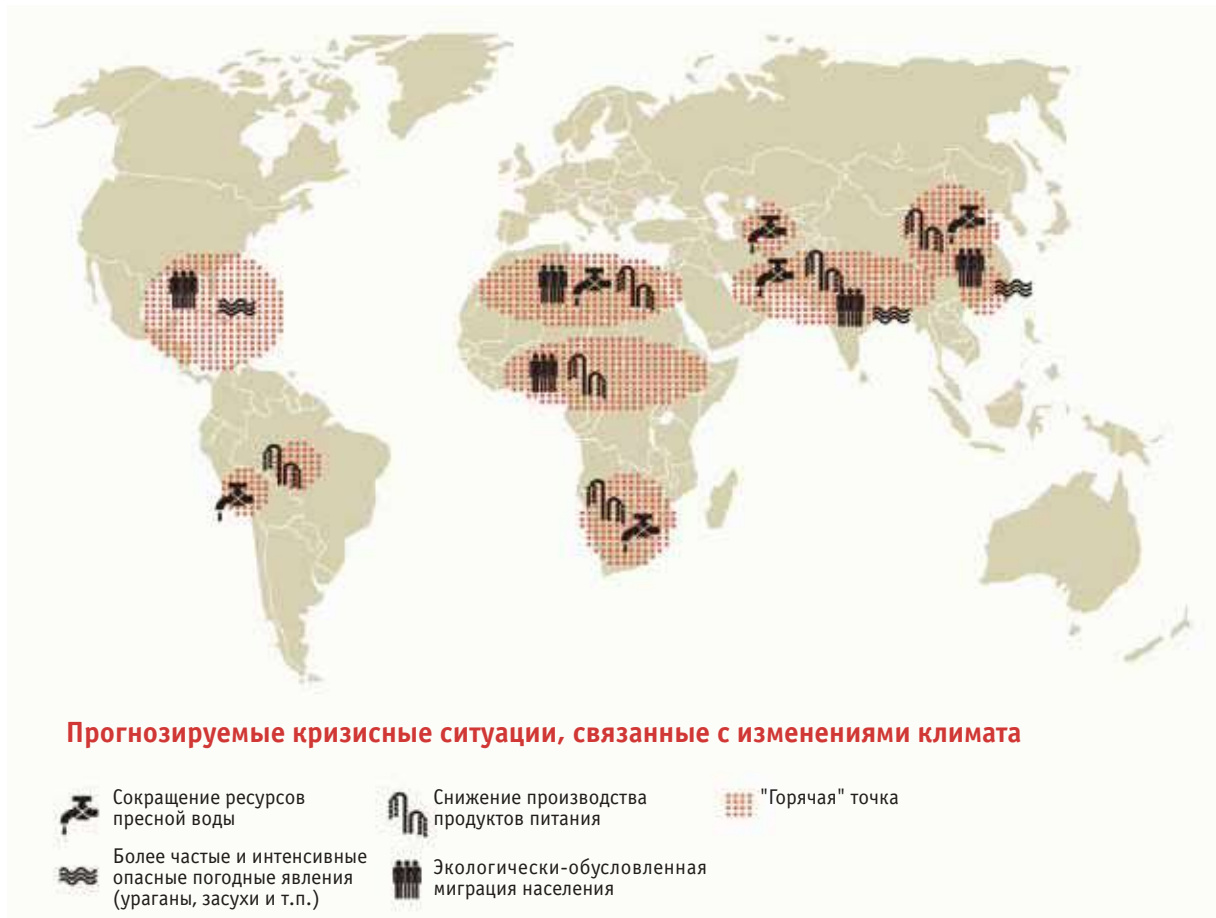 Прогнозируемые кризисные ситуации, связанные с изменениями климата
Сокращение ресурсов
пресной воды
Более частые и интенсивные
опасные погодные явления
(ураганы, засухи и т.п.)
Снижение производства
продуктов питания
Экологически-обусловленная
миграция населения
"Горячая" точка